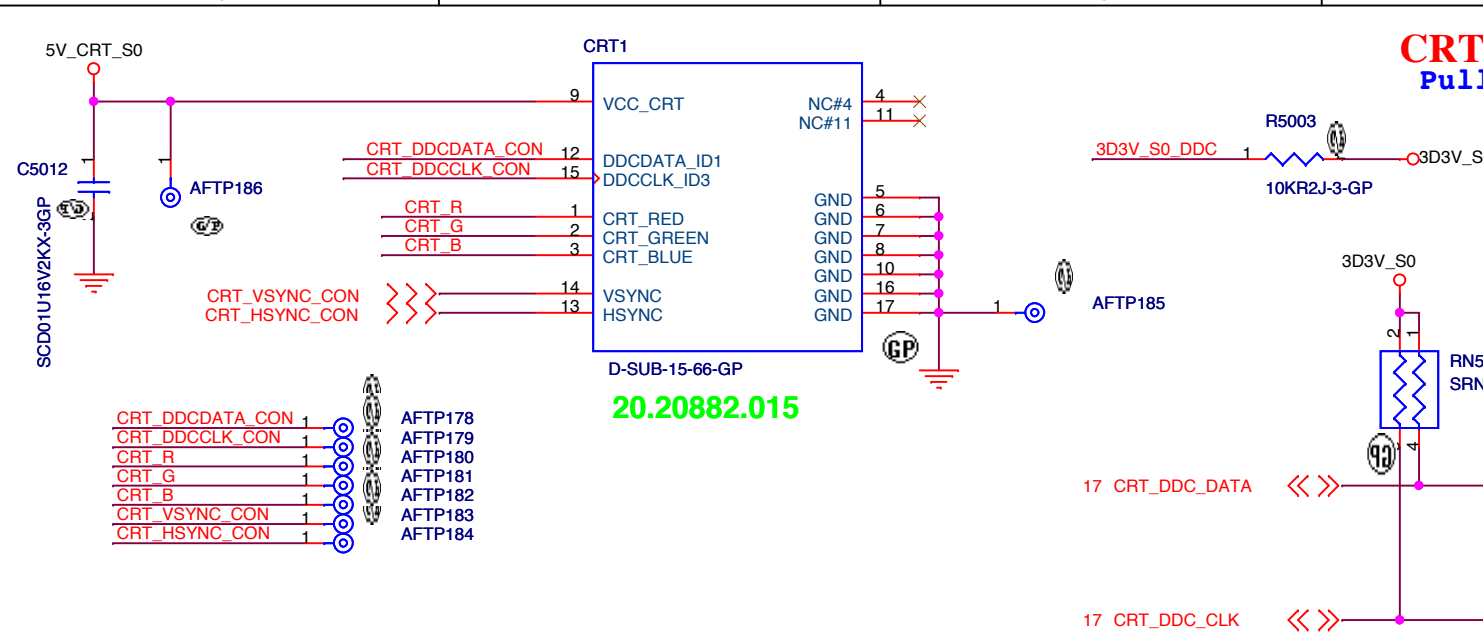 5V_CRT_S0
CRT1
CRT
Pull
9 VCC_CRT
NC#4 4
NC#11 11
R5003
3D3V_S0_DDC 1
3D3V_S
10KR2J-3-GP
C5012
1
1
AFTP186
SCD01U16V2KX-3GP
G/P
CRT_DDCDATA_CON 12 DDCDATA_ID1
CRT_DDCCLK_CON 15 DDCCLK_ID3
CRT_R 1 CRT_RED
CRT_G 2 CRT_GREEN
CRT_B 3 CRT_BLUE
CRT_VSYNC_CON 14 VSYNC
CRT_HSYNC_CON 13 HSYNC
GND 5
GND 6
GND 7
GND 8
GND 10
GND 16
GND 17
1 AFTP185
GP
D-SUB-15-66-GP
20.20882.015
3D3V_S0
2 1
RN5
SRN
GP
4
CRT_DDCDATA_CON 1 AFTP178
CRT_DDCCLK_CON 1 AFTP179
CRT_R 1 AFTP180
CRT_G 1 AFTP181
CRT_B 1 AFTP182
CRT_VSYNC_CON 1 AFTP183
CRT_HSYNC_CON 1 AFTP184
17 CRT_DDC_DATA
17 CRT_DDC_CLK